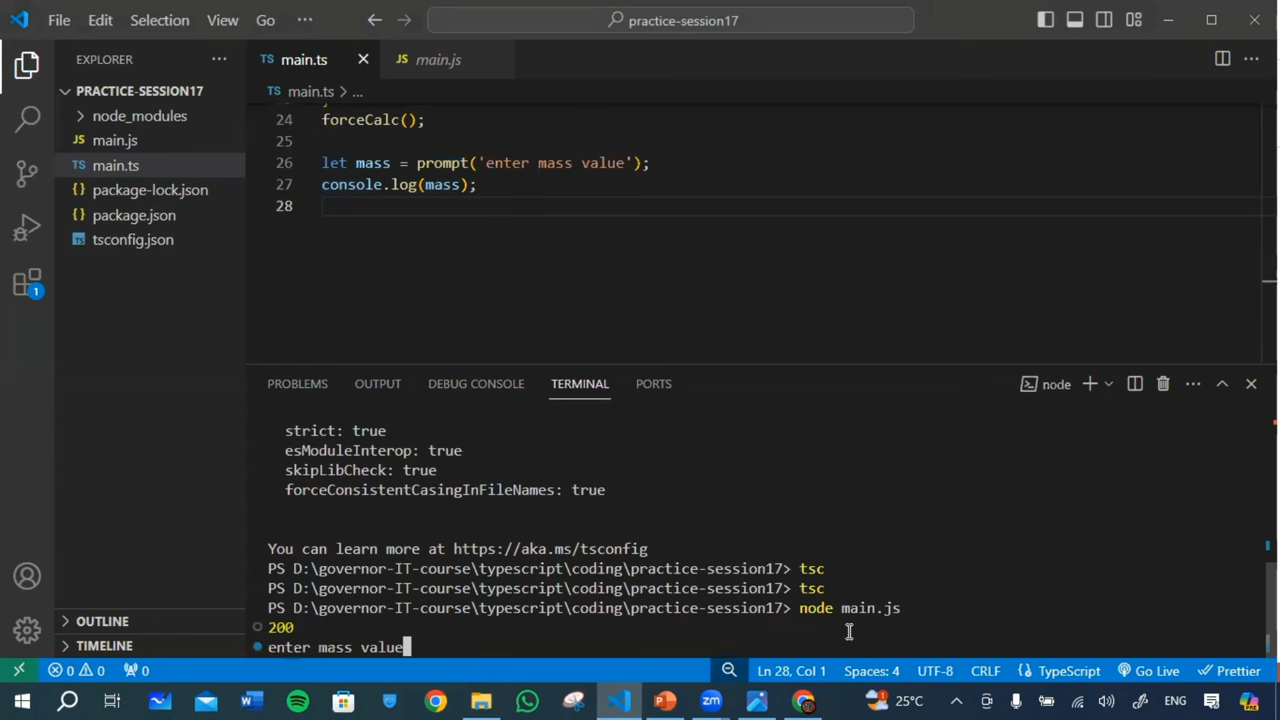 File Edit Selection View Go ··· practice-session17
EXPLORER ···
PRACTICE-SESSION17
node_modules
JS main.js
TS main.ts
{} package-lock.json
{} package.json
TS tsconfig.json
OUTLINE
TIMELINE
1
TS main.ts JS main.js
TS main.ts > ...
24 forceCalc();
25
26 let mass = prompt('enter mass value');
27 console.log(mass);
28
PROBLEMS OUTPUT DEBUG CONSOLE TERMINAL PORTS node
strict: true
esModuleInterop: true
skipLibCheck: true
forceConsistentCasingInFileNames: true
You can learn more at https://aka.ms/tsconfig
PS D:\governor-IT-course\typescript\coding\practice-session17> tsc
PS D:\governor-IT-course\typescript\coding\practice-session17> tsc
PS D:\governor-IT-course\typescript\coding\practice-session17> node main.js
200
enter mass value
0 0 0 Ln 28, Col 1 Spaces: 4 UTF-8 CRLF {} TypeScript Go Live Prettier
25°C ENG